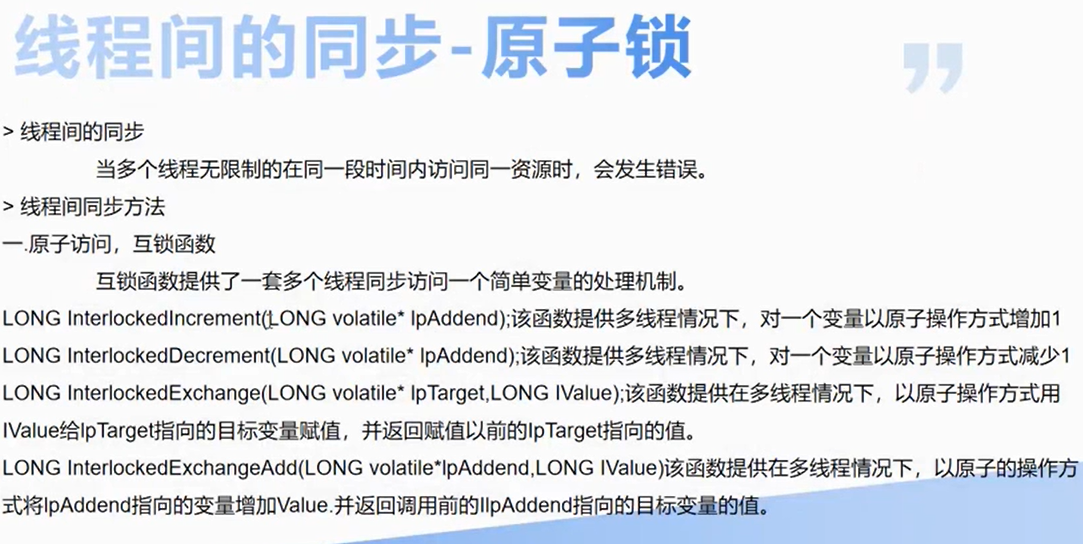 线程间的同步-原子锁
”
> 线程间的同步
当多个线程无限制的在同一段时间内访问同一资源时，会发生错误。
> 线程间同步方法
一.原子访问，互锁函数
互锁函数提供了一套多个线程同步访问一个简单变量的处理机制。
LONG InterlockedIncrement(LONG volatile* lpAddend);该函数提供多线程情况下，对一个变量以原子操作方式增加1
LONG InterlockedDecrement(LONG volatile* lpAddend);该函数提供多线程情况下，对一个变量以原子操作方式减少1
LONG InterlockedExchange(LONG volatile* lpTarget,LONG lValue);该函数提供在多线程情况下，以原子操作方式用
lValue给lpTarget指向的目标变量赋值，并返回赋值以前的lpTarget指向的值。
LONG InterlockedExchangeAdd(LONG volatile*lpAddend,LONG lValue)该函数提供在多线程情况下，以原子的操作方
式将lpAddend指向的变量增加Value.并返回调用前的llpAddend指向的目标变量的值。